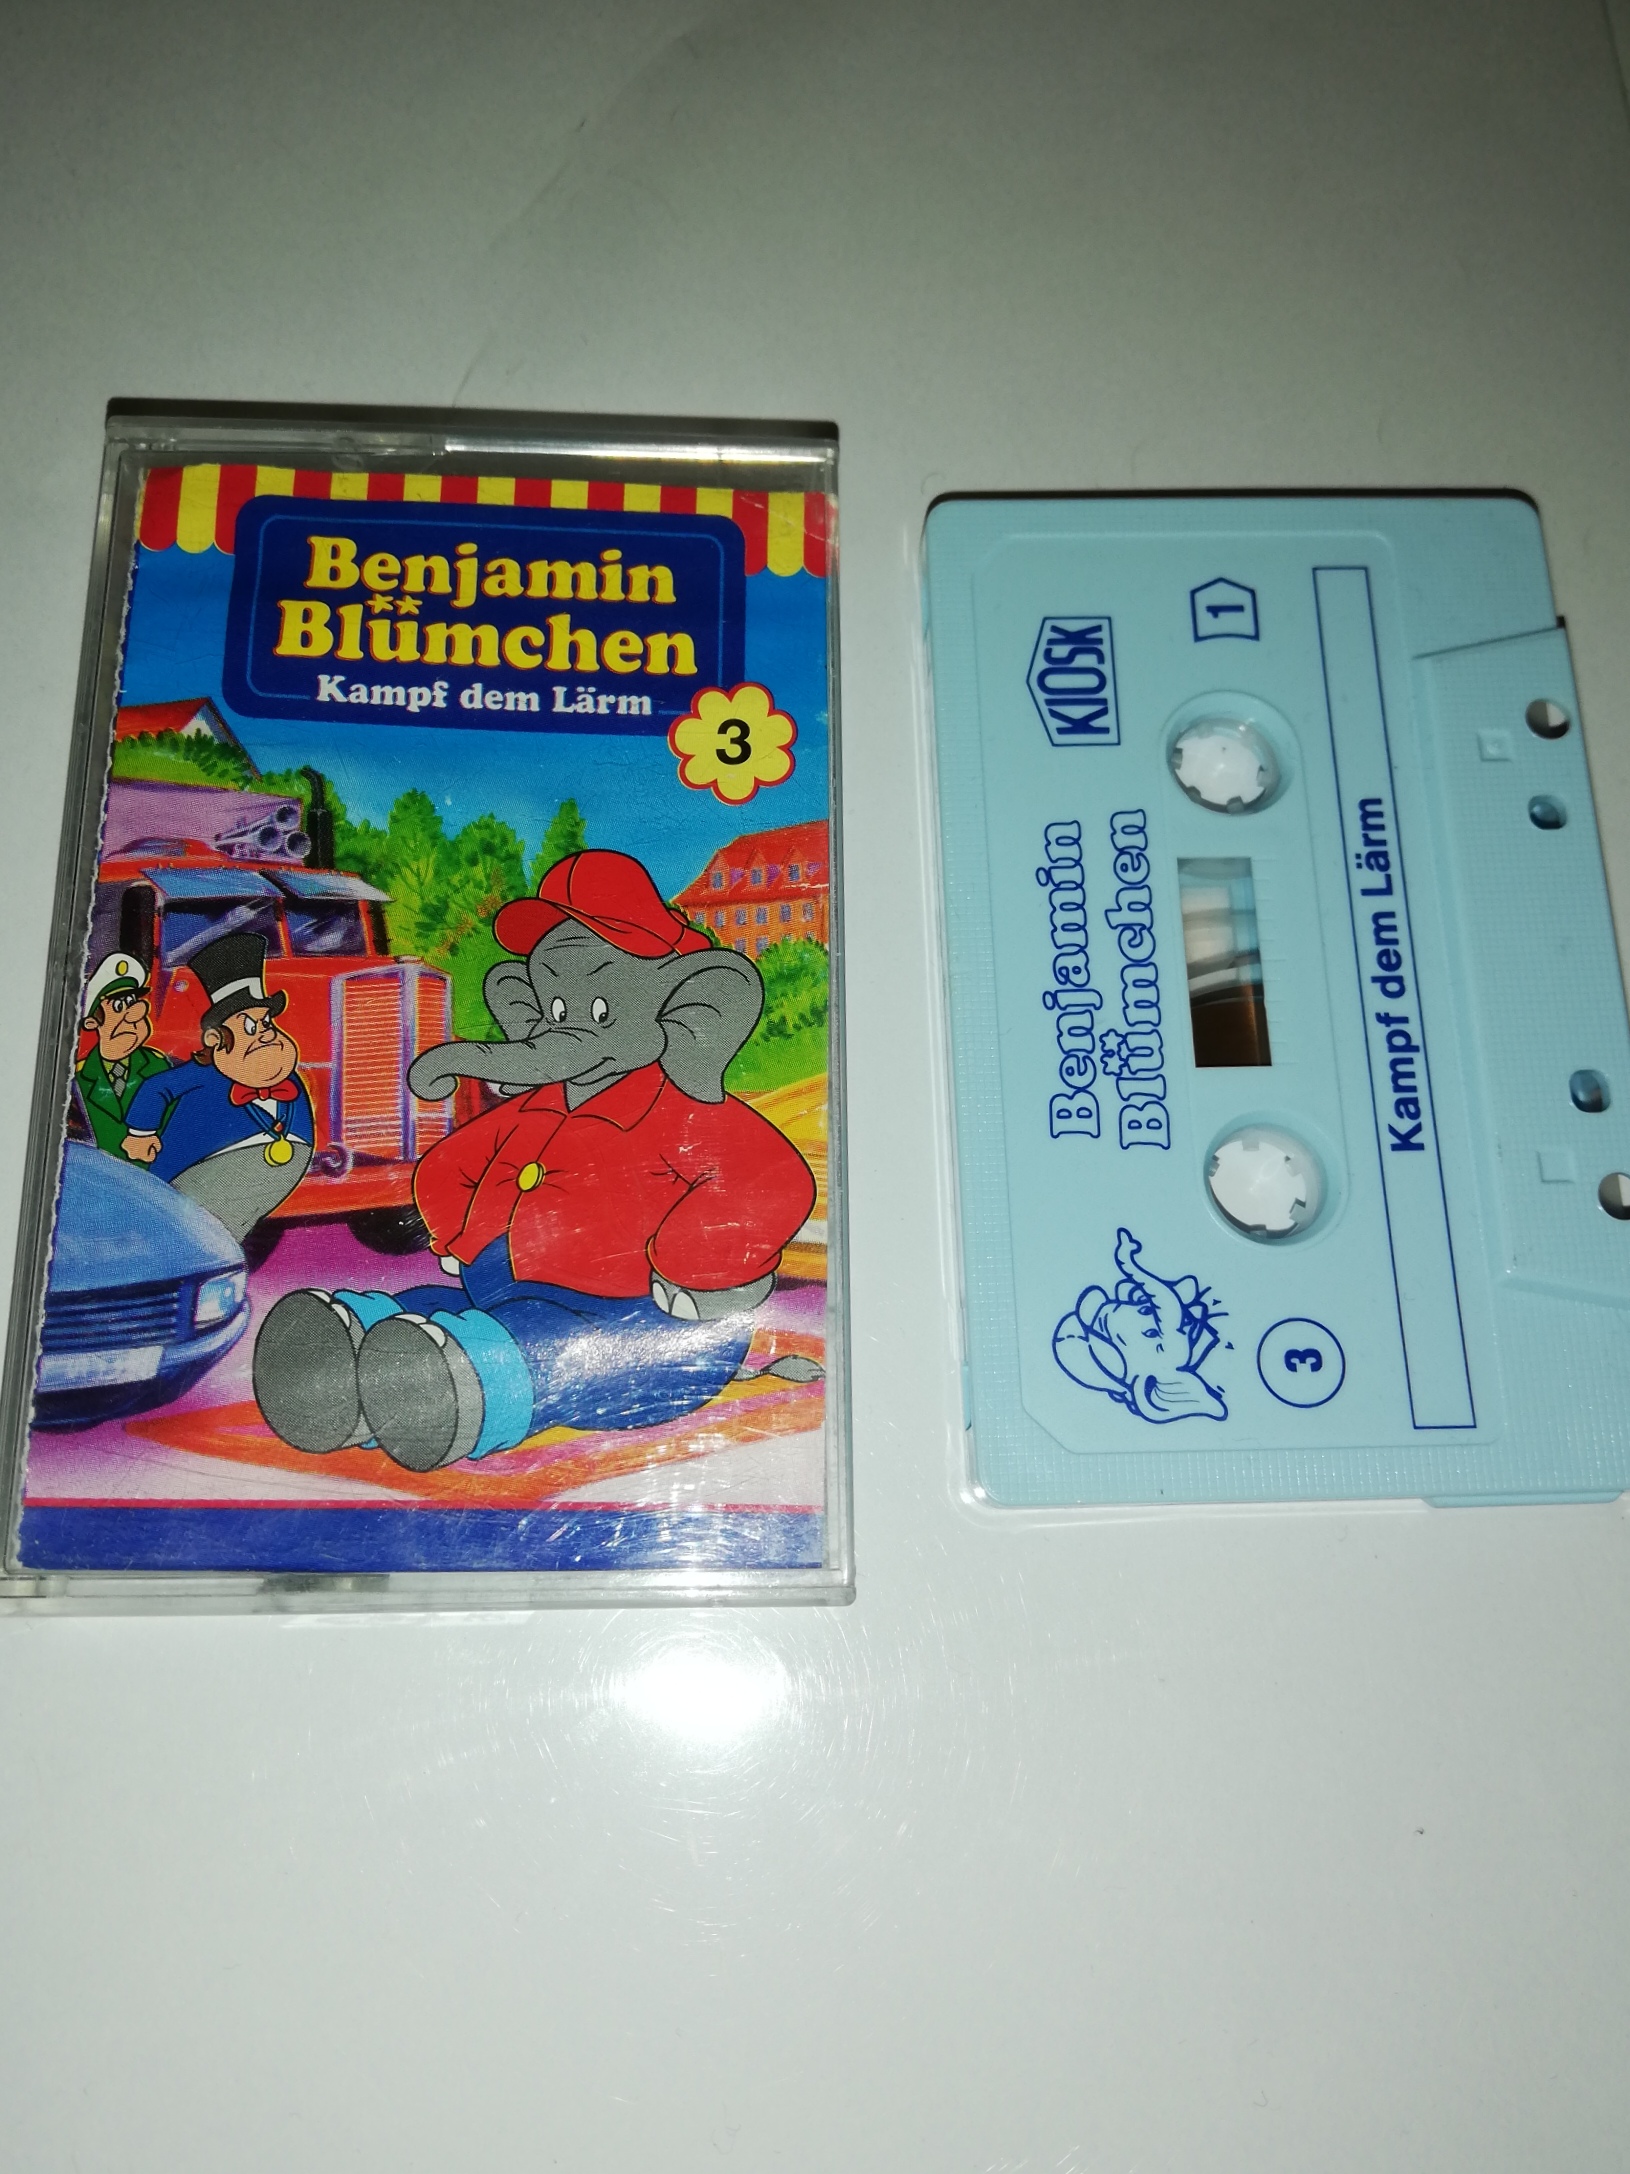 Benjamin
Blümchen
Kampf dem Lärm
3
KIOSK
1
Benjamin
Blümchen
3
Kampf dem Lärm